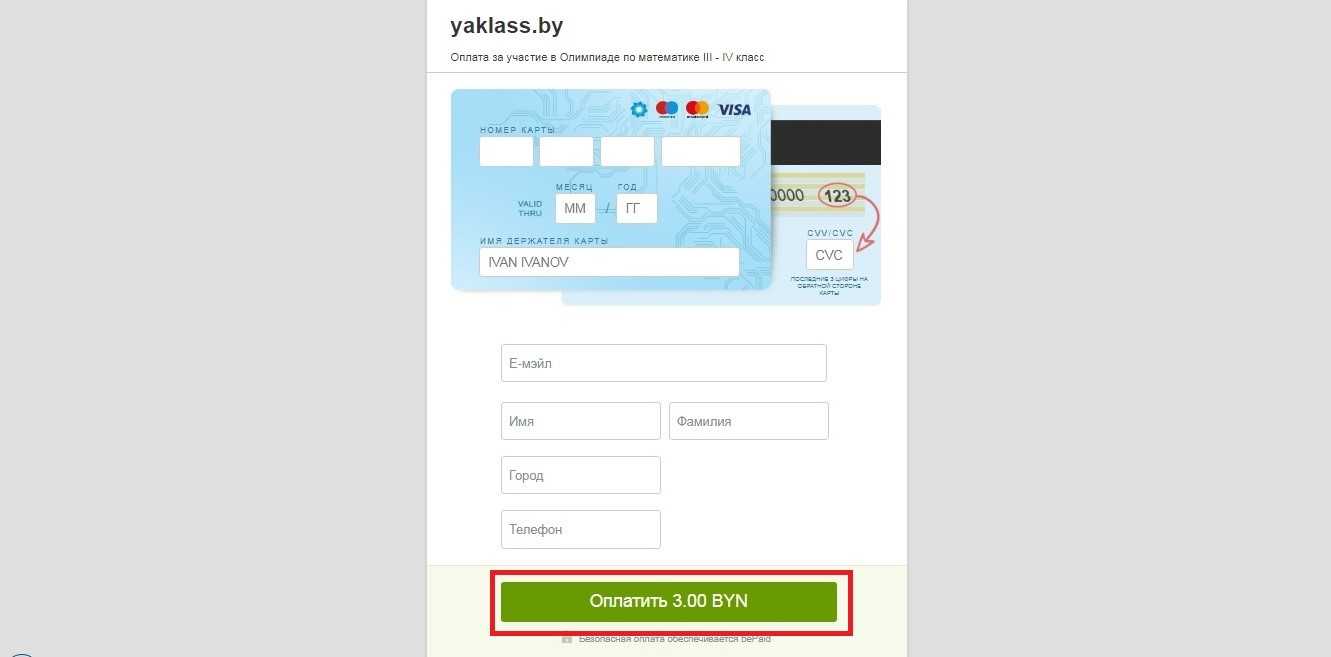 yaklass.by
Оплата за участие в Олимпиаде по математике III - IV класс
VISA
НОМЕР КАРТЫ
МЕСЯЦ ГОД
VALID THRU
ММ / ГГ
0000 123
ИМЯ ДЕРЖАТЕЛЯ КАРТЫ
IVAN IVANOV
CVV/CVC
CVC
ПОСЛЕДНИЕ 3 ЦИФРЫ НА
ОБРАТНОЙ СТОРОНЕ
КАРТЫ
Е-мэйл
Имя Фамилия
Город
Телефон
Оплатить 3.00 BYN
Безопасная оплата обеспечивается bePaid